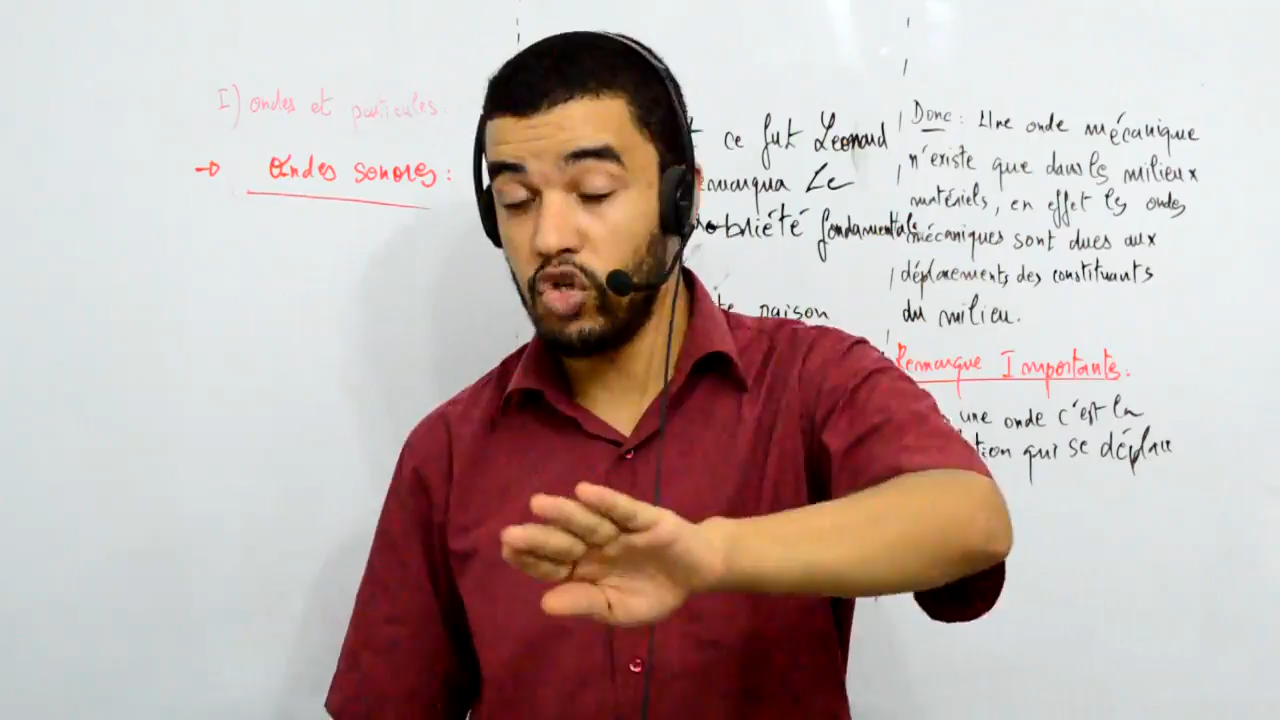 I) ondes et particules.
→ Ondes sonores:
ce fut Leonard
remarqua Le
propriété fondamentale
raison
Donc: Une onde mécanique
n'existe que dans les milieux
matériels, en effet les ondes
mécaniques sont dues aux
déplacements des constituants
du milieu.
Remarque Importante:
une onde c'est la
tion qui se déplace